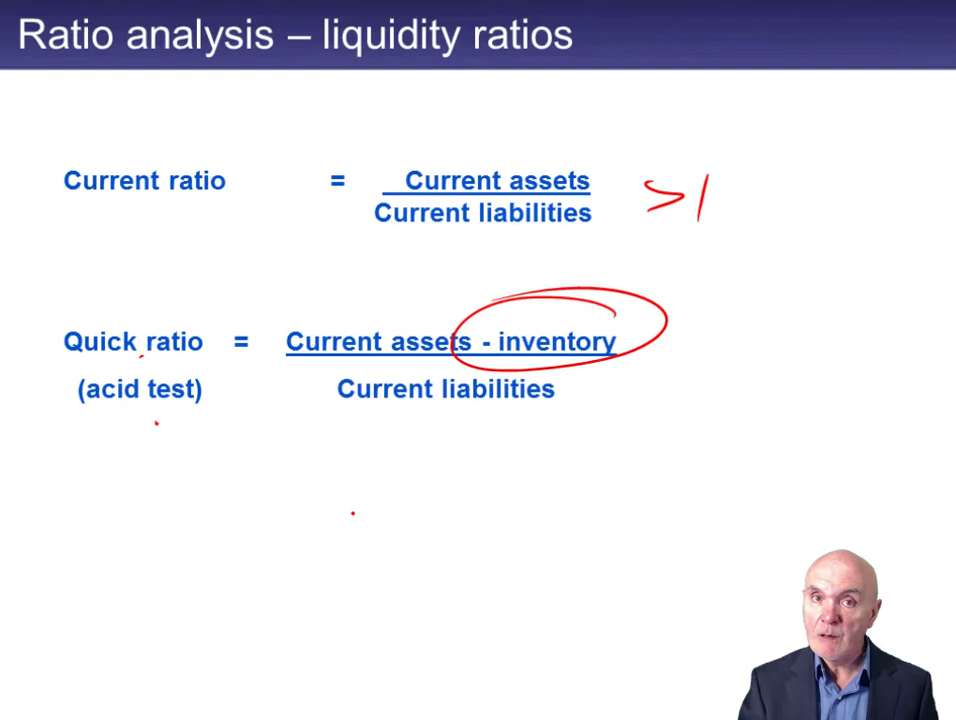 Ratio analysis – liquidity ratios
Current ratio = Current assets
Current liabilities
>1
Quick ratio = Current assets - inventory
(acid test) Current liabilities